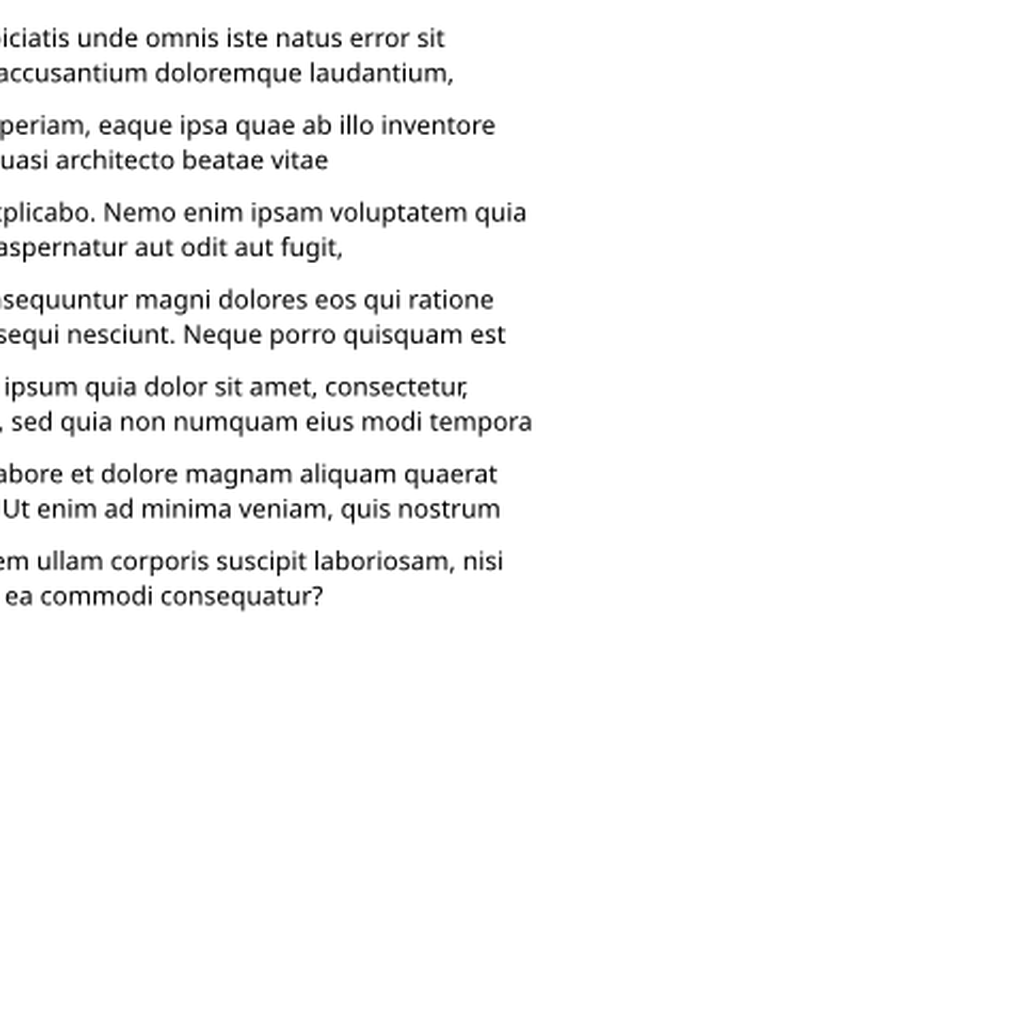 iciatis unde omnis iste natus error sit
accusantium doloremque laudantium,
periam, eaque ipsa quae ab illo inventore
uasi architecto beatae vitae
plicabo. Nemo enim ipsam voluptatem quia
aspernatur aut odit aut fugit,
sequuntur magni dolores eos qui ratione
sequi nesciunt. Neque porro quisquam est
ipsum quia dolor sit amet, consectetur,
, sed quia non numquam eius modi tempora
abore et dolore magnam aliquam quaerat
Ut enim ad minima veniam, quis nostrum
em ullam corporis suscipit laboriosam, nisi
ea commodi consequatur?